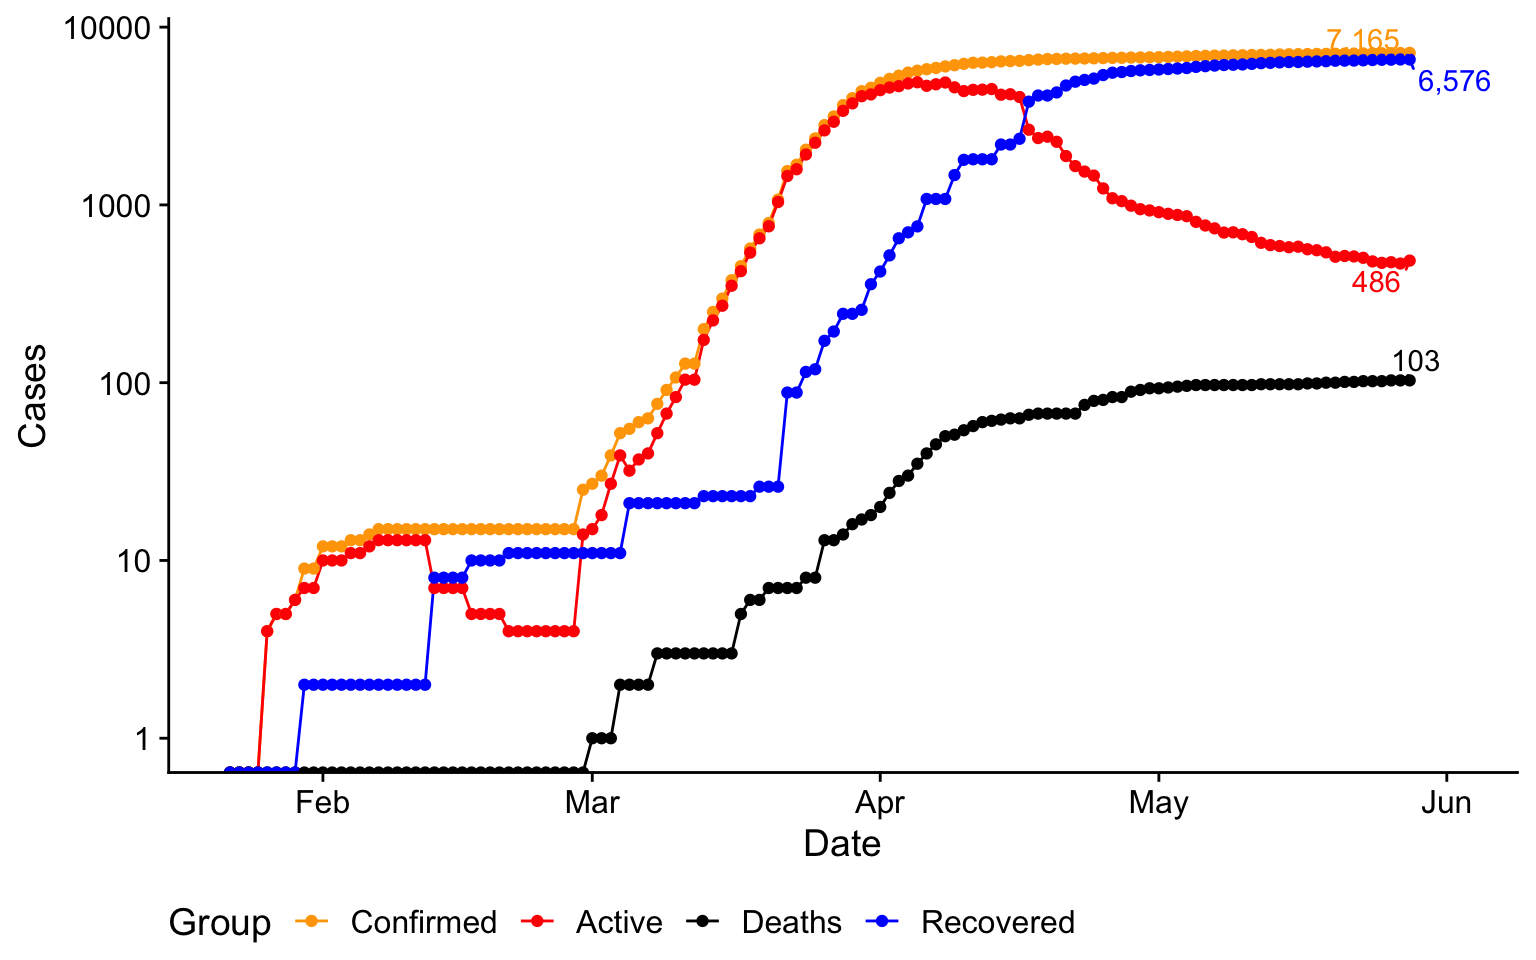 10000
1000
100
10
1
Cases
7,165
6,576
486
103
Feb Mar Apr May Jun
Date
Group Confirmed Active Deaths Recovered